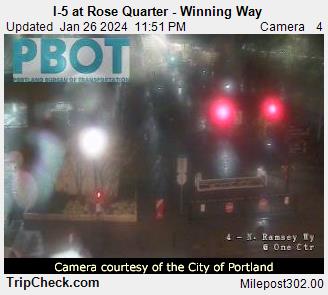 I-5 at Rose Quarter - Winning Way
Updated Jan 26 2024 11:51 PM Camera 4
PBOT
PORTLAND BUREAU OF TRANSPORTATION
4 - N. Ramsey Wy
@ One Ctr
Camera courtesy of the City of Portland
TripCheck.com Milepost302.00